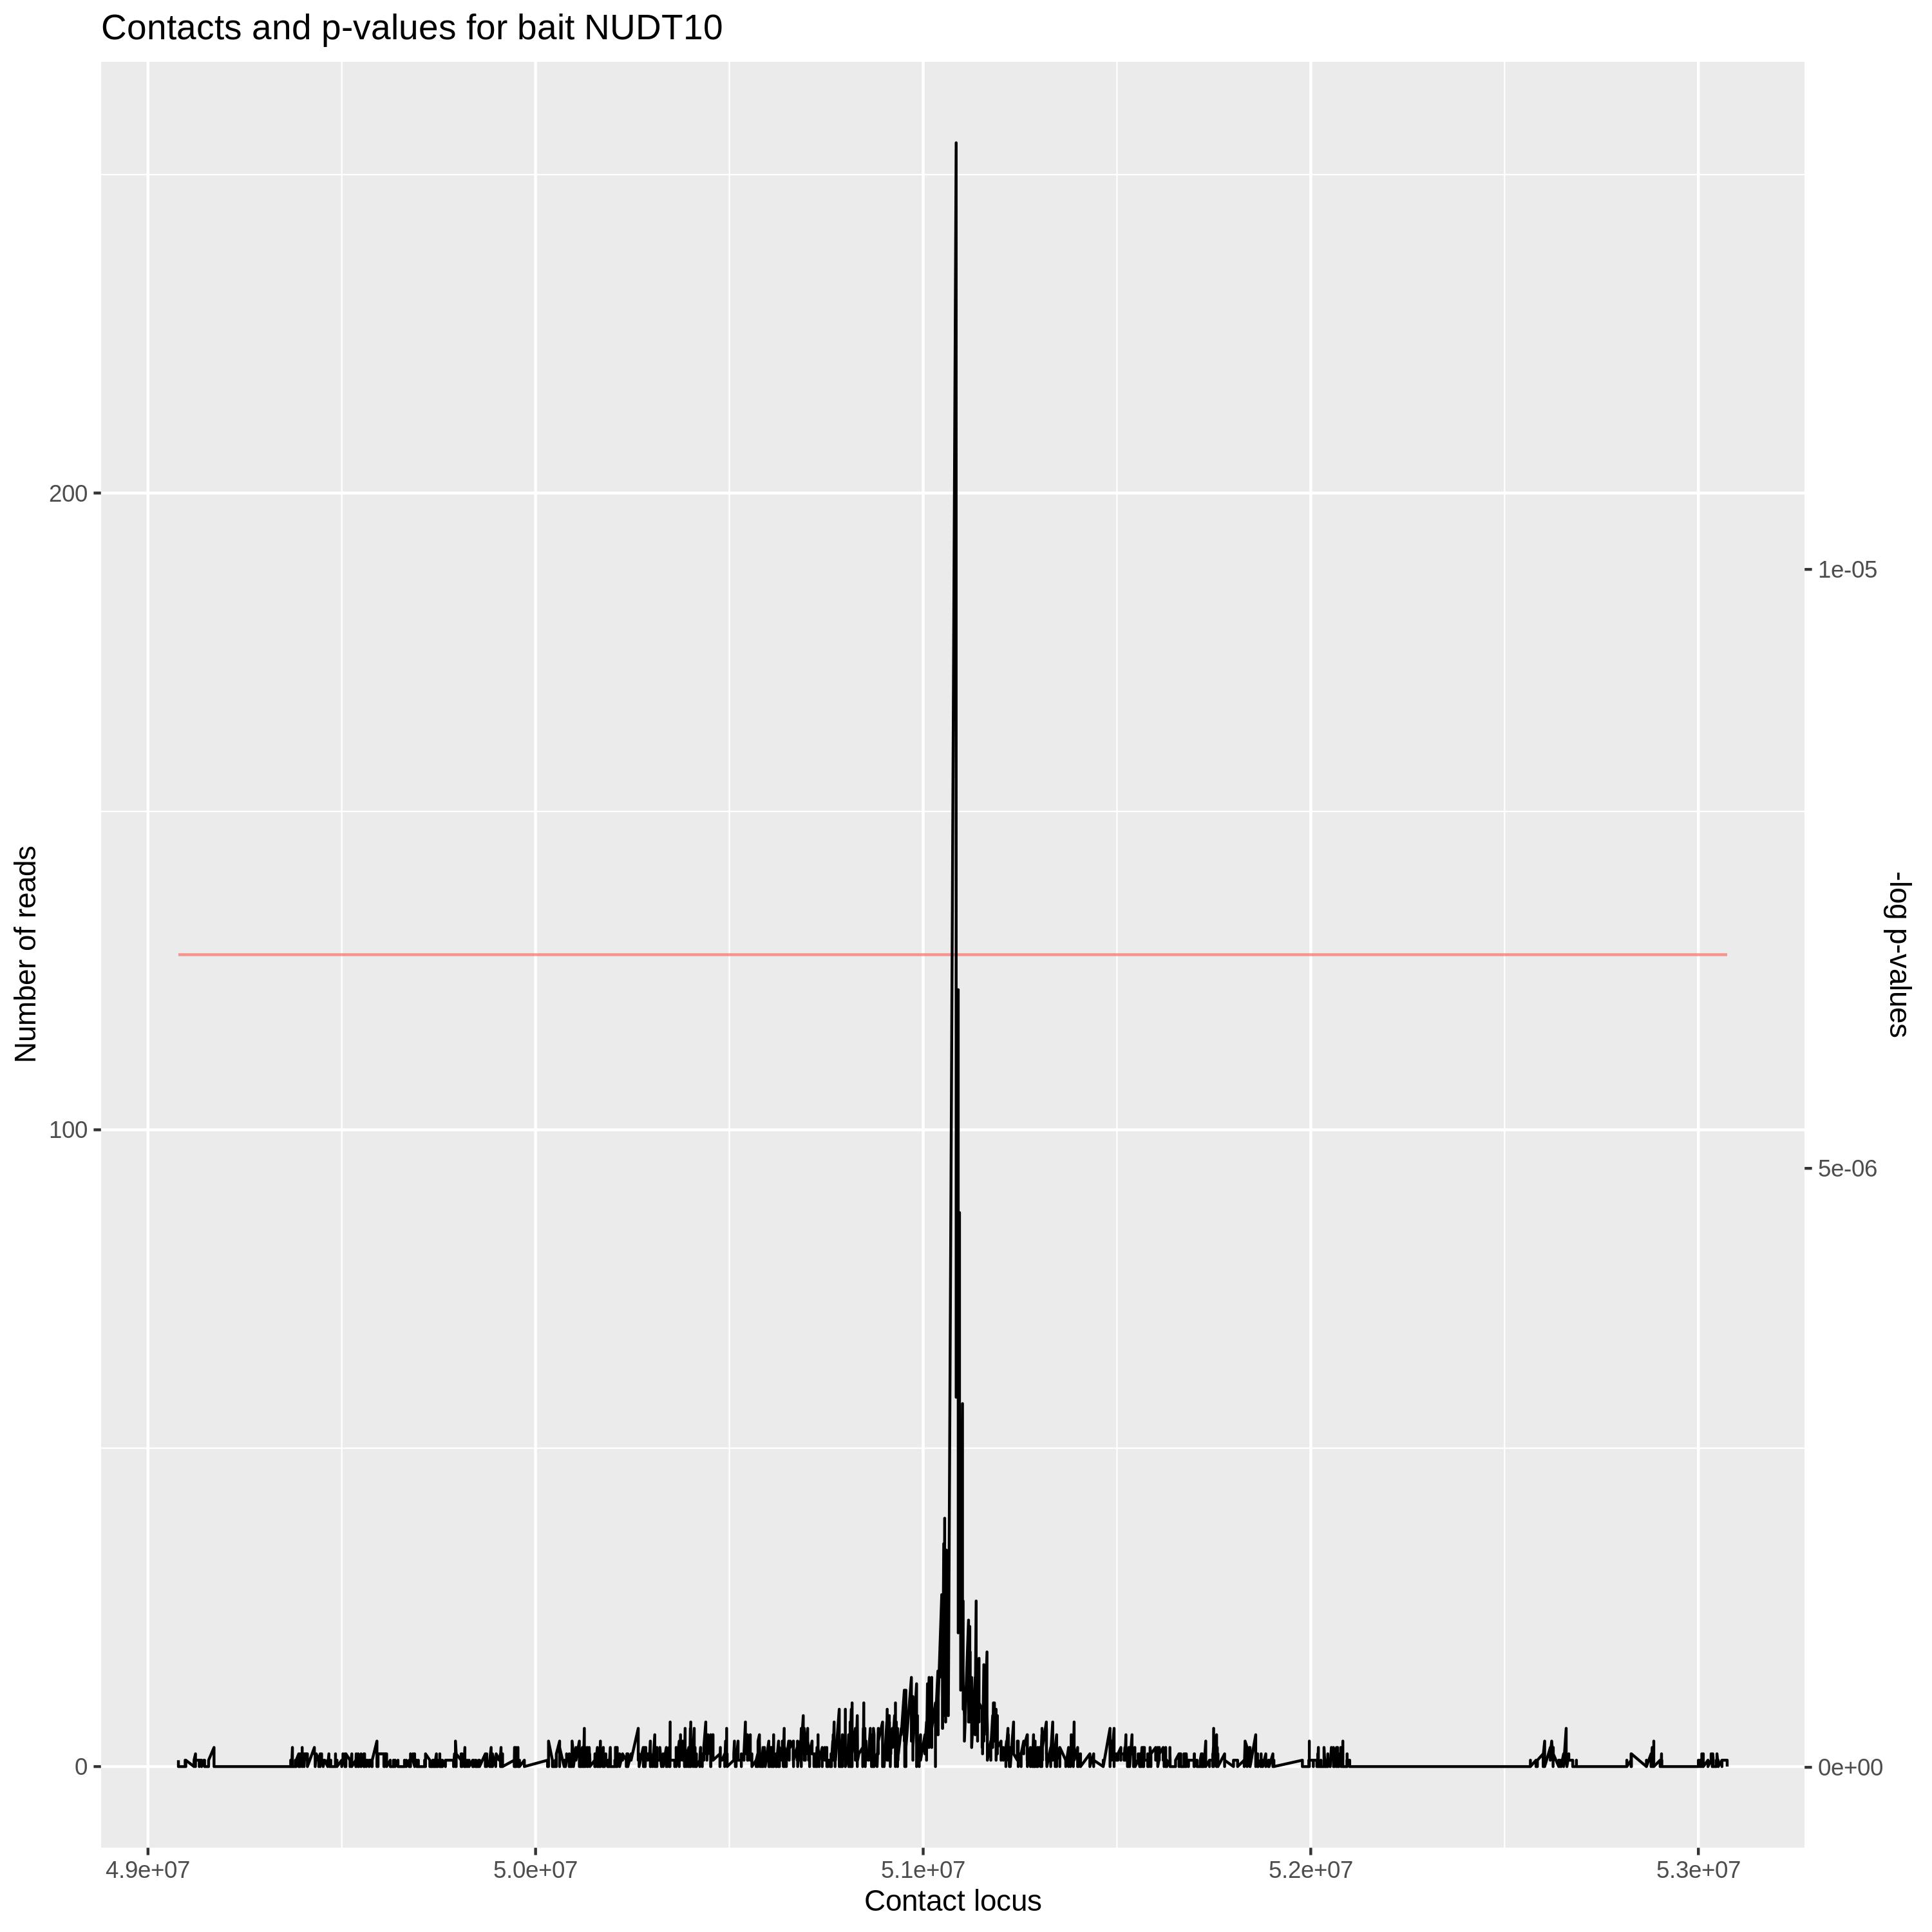 Contacts and p-values for bait NUDT10
Number of reads
200
100
0
1e-05
5e-06
0e+00
-log p-values
4.9e+07 5.0e+07 5.1e+07 5.2e+07 5.3e+07
Contact locus